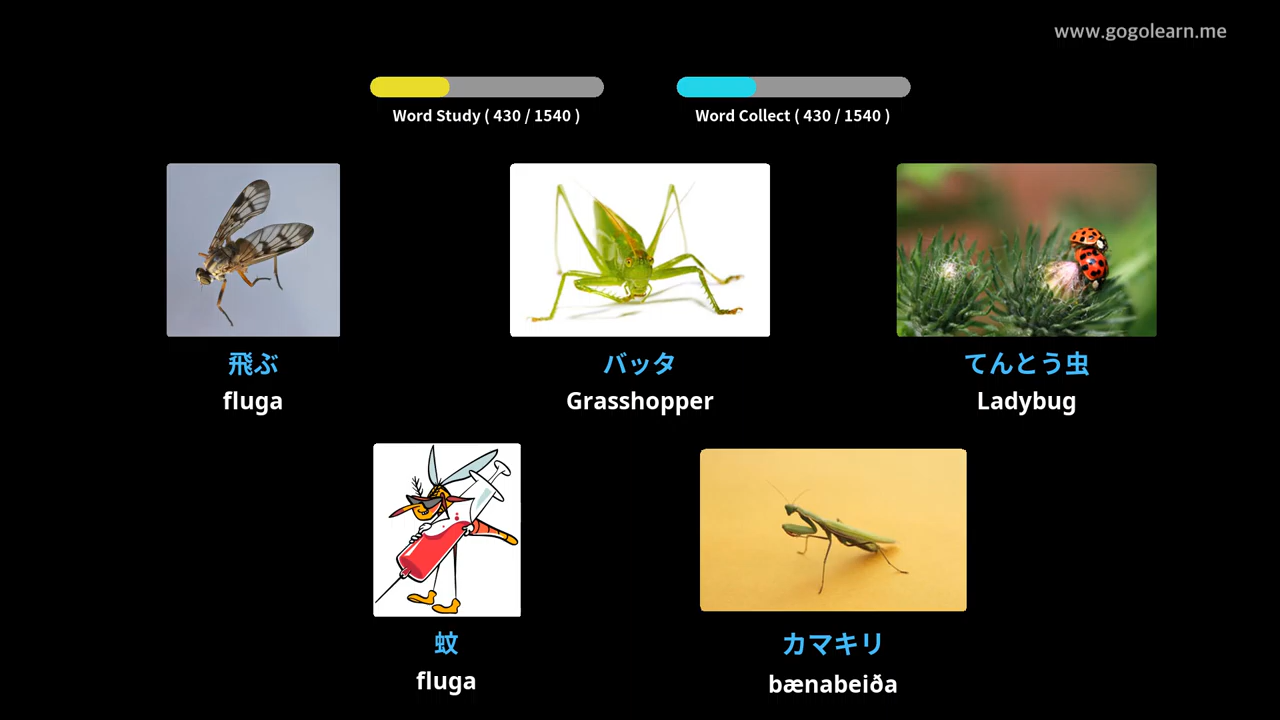 www.gogolearn.me
Word Study ( 430 / 1540 )
Word Collect ( 430 / 1540 )
飛ぶ
fluga
バッタ
Grasshopper
てんとう虫
Ladybug
蚊
fluga
カマキリ
bænabeiða